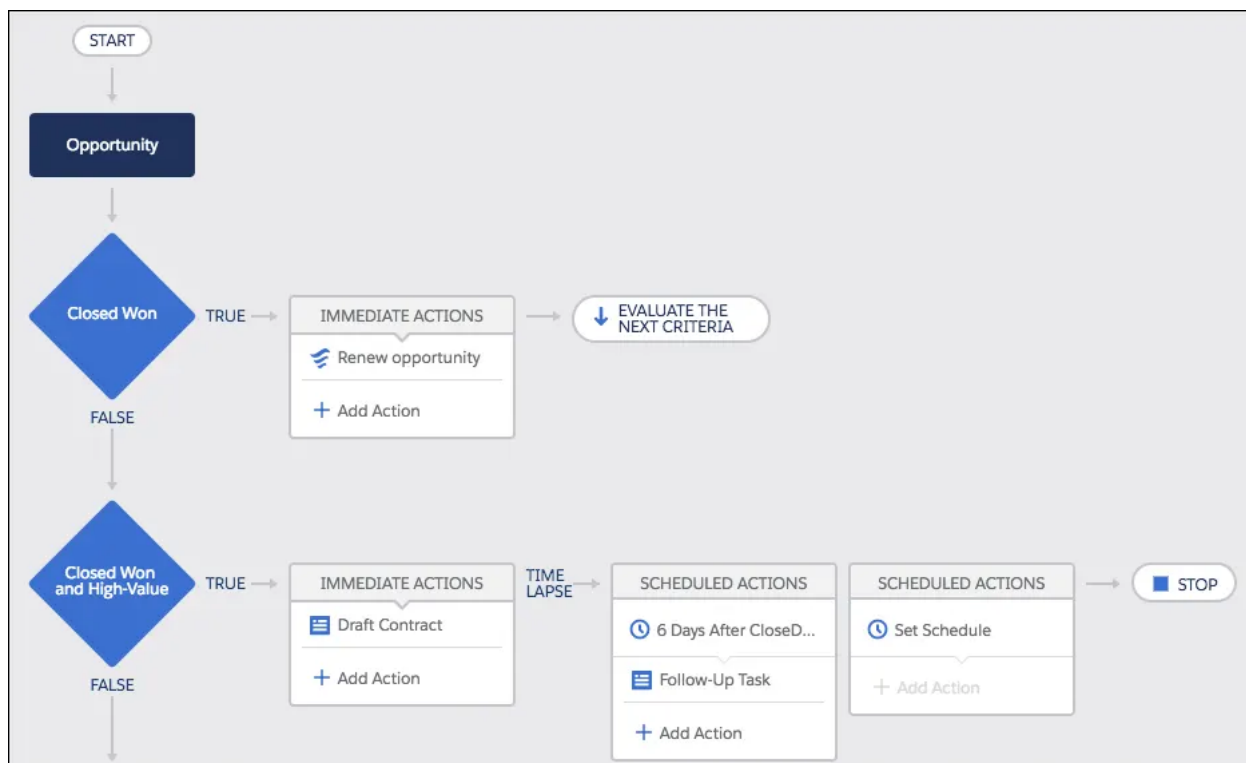 START
Opportunity
Closed Won
TRUE
IMMEDIATE ACTIONS
EVALUATE THE
NEXT CRITERIA
Renew opportunity
+ Add Action
FALSE
Closed Won
and High-Value
TRUE
IMMEDIATE ACTIONS
TIME
LAPSE
SCHEDULED ACTIONS
SCHEDULED ACTIONS
STOP
Draft Contract
6 Days After CloseD...
Set Schedule
+ Add Action
Follow-Up Task
+ Add Action
+ Add Action
FALSE